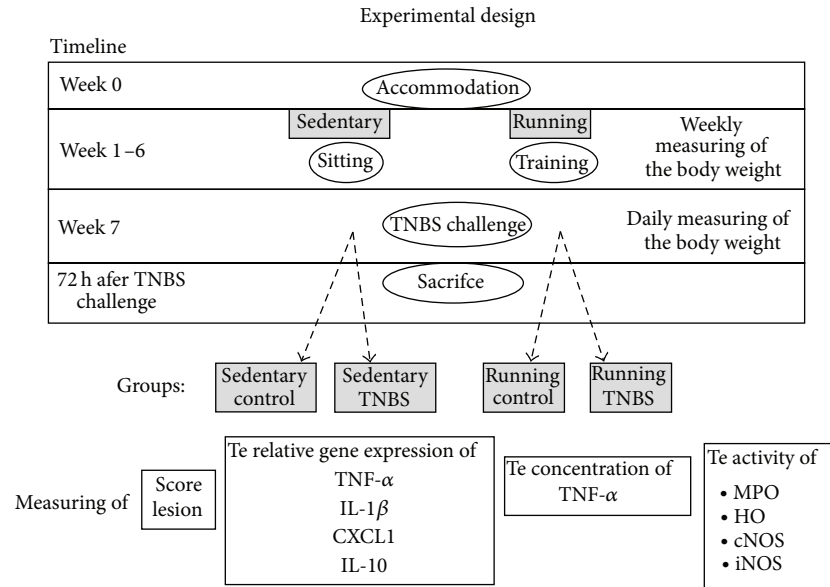 Experimental design
Timeline
Week 0
Accommodation
Sedentary
Running
Week 1–6
Sitting
Training
Weekly
measuring of
the body weight
Week 7
TNBS challenge
Daily measuring of
the body weight
72 h afer TNBS
challenge
Sacrifce
Groups:
Sedentary
control
Sedentary
TNBS
Running
control
Running
TNBS
Measuring of
Score
lesion
Te relative gene expression of
TNF-α
IL-1β
CXCL1
IL-10
Te concentration of
TNF-α
Te activity of
• MPO
• HO
• cNOS
• iNOS